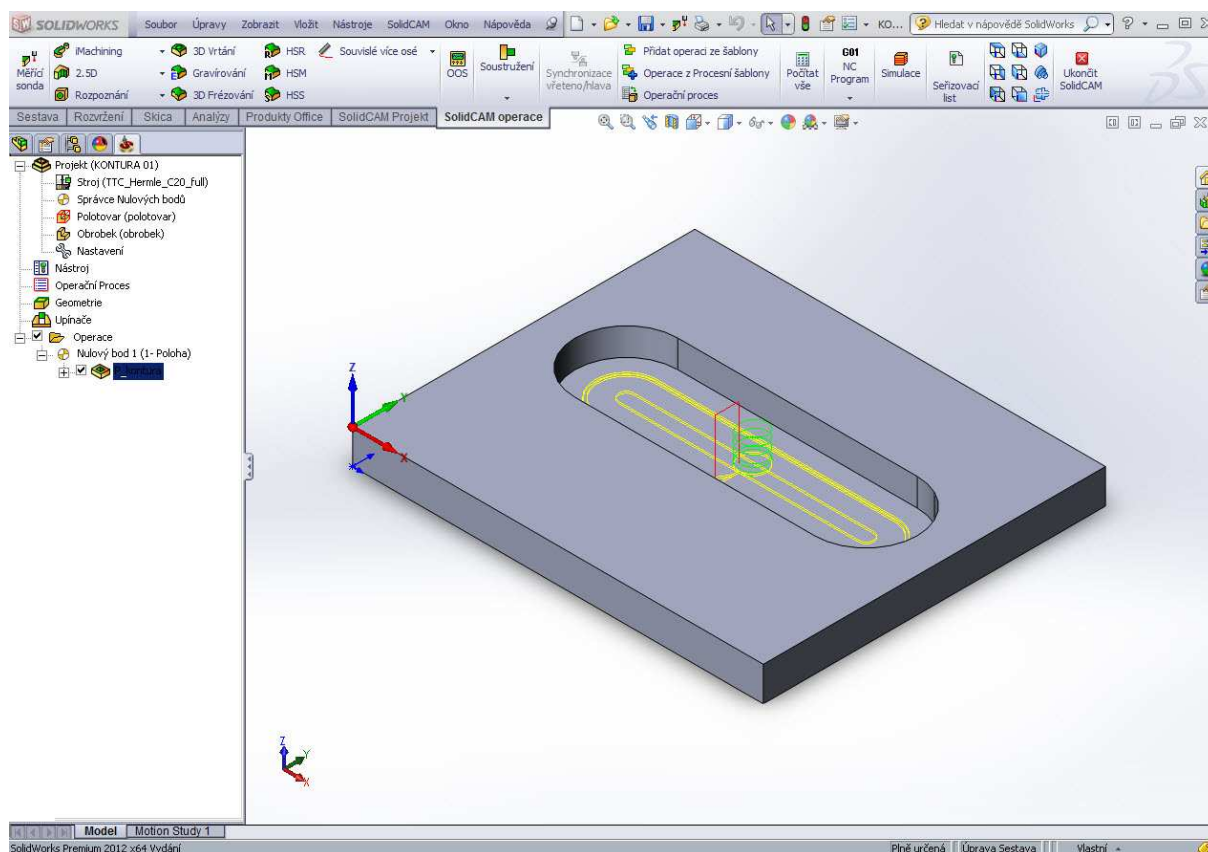 SOLIDWORKS Soubor Úpravy Zobrazit Vložit Nástroje SolidCAM Okno Nápověda KO... Hledat v nápovědě SolidWorks
Měřicí sonda
iMachining
2.5D
Rozpoznání
3D Vrtání
Gravírování
3D Frézování
HSR
HSM
HSS
Souvislé více osé
OOS
Soustružení
Synchronizace vřeteno/hlava
Přidat operaci ze šablony
Operace z Procesní šablony
Operační proces
Počítat vše
G01
NC Program
Simulace
Seřizovací list
Ukončit SolidCAM
Sestava Rozvržení Skica Analýzy Produkty Office SolidCAM Projekt SolidCAM operace
Projekt (KONTURA 01)
Stroj (TTC_Hermle_C20_full)
Správce Nulových bodů
Polotovar (polotovar)
Obrobek (obrobek)
Nastavení
Nástroj
Operační Proces
Geometrie
Upínače
Operace
Nulový bod 1 (1- Poloha)
Z
Y
X
Z
Y
X
Model Motion Study 1
SolidWorks Premium 2012 x64 Vydání Plně určená Úprava Sestava Vlastní